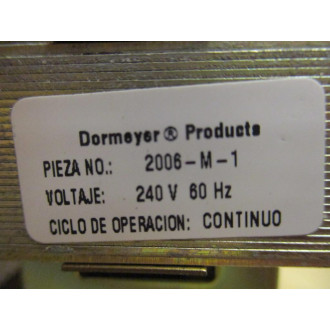 Dormeyer ® Products
PIEZA NO.: 2006-M-1
VOLTAJE: 240 V 60 Hz
CICLO DE OPERACION: CONTINUO